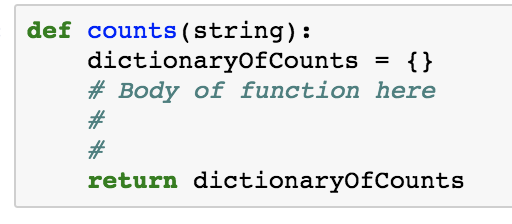 def counts(string):
    dictionaryOfCounts = {}
    # Body of function here
    #
    #
    return dictionaryOfCounts